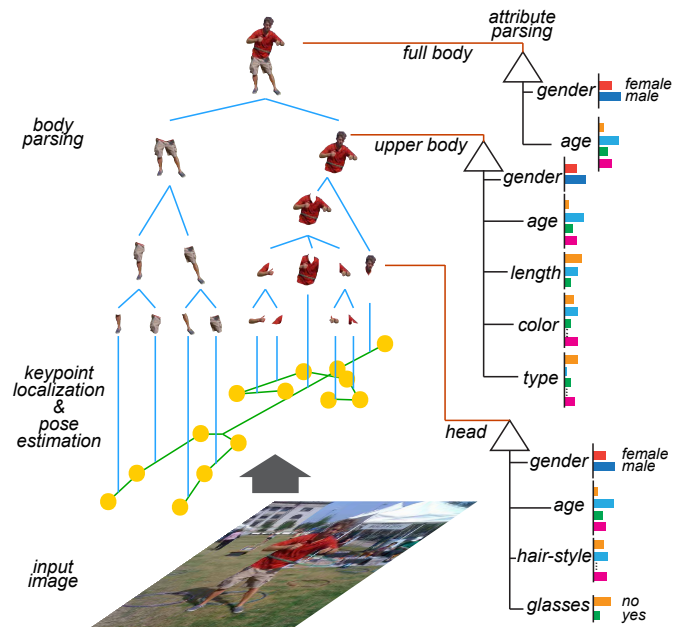 attribute
parsing
full body
gender
female
male
age
body
parsing
upper body
gender
age
length
color
type
keypoint
localization
&
pose
estimation
head
gender
female
male
age
hair-style
glasses
no
yes
input
image